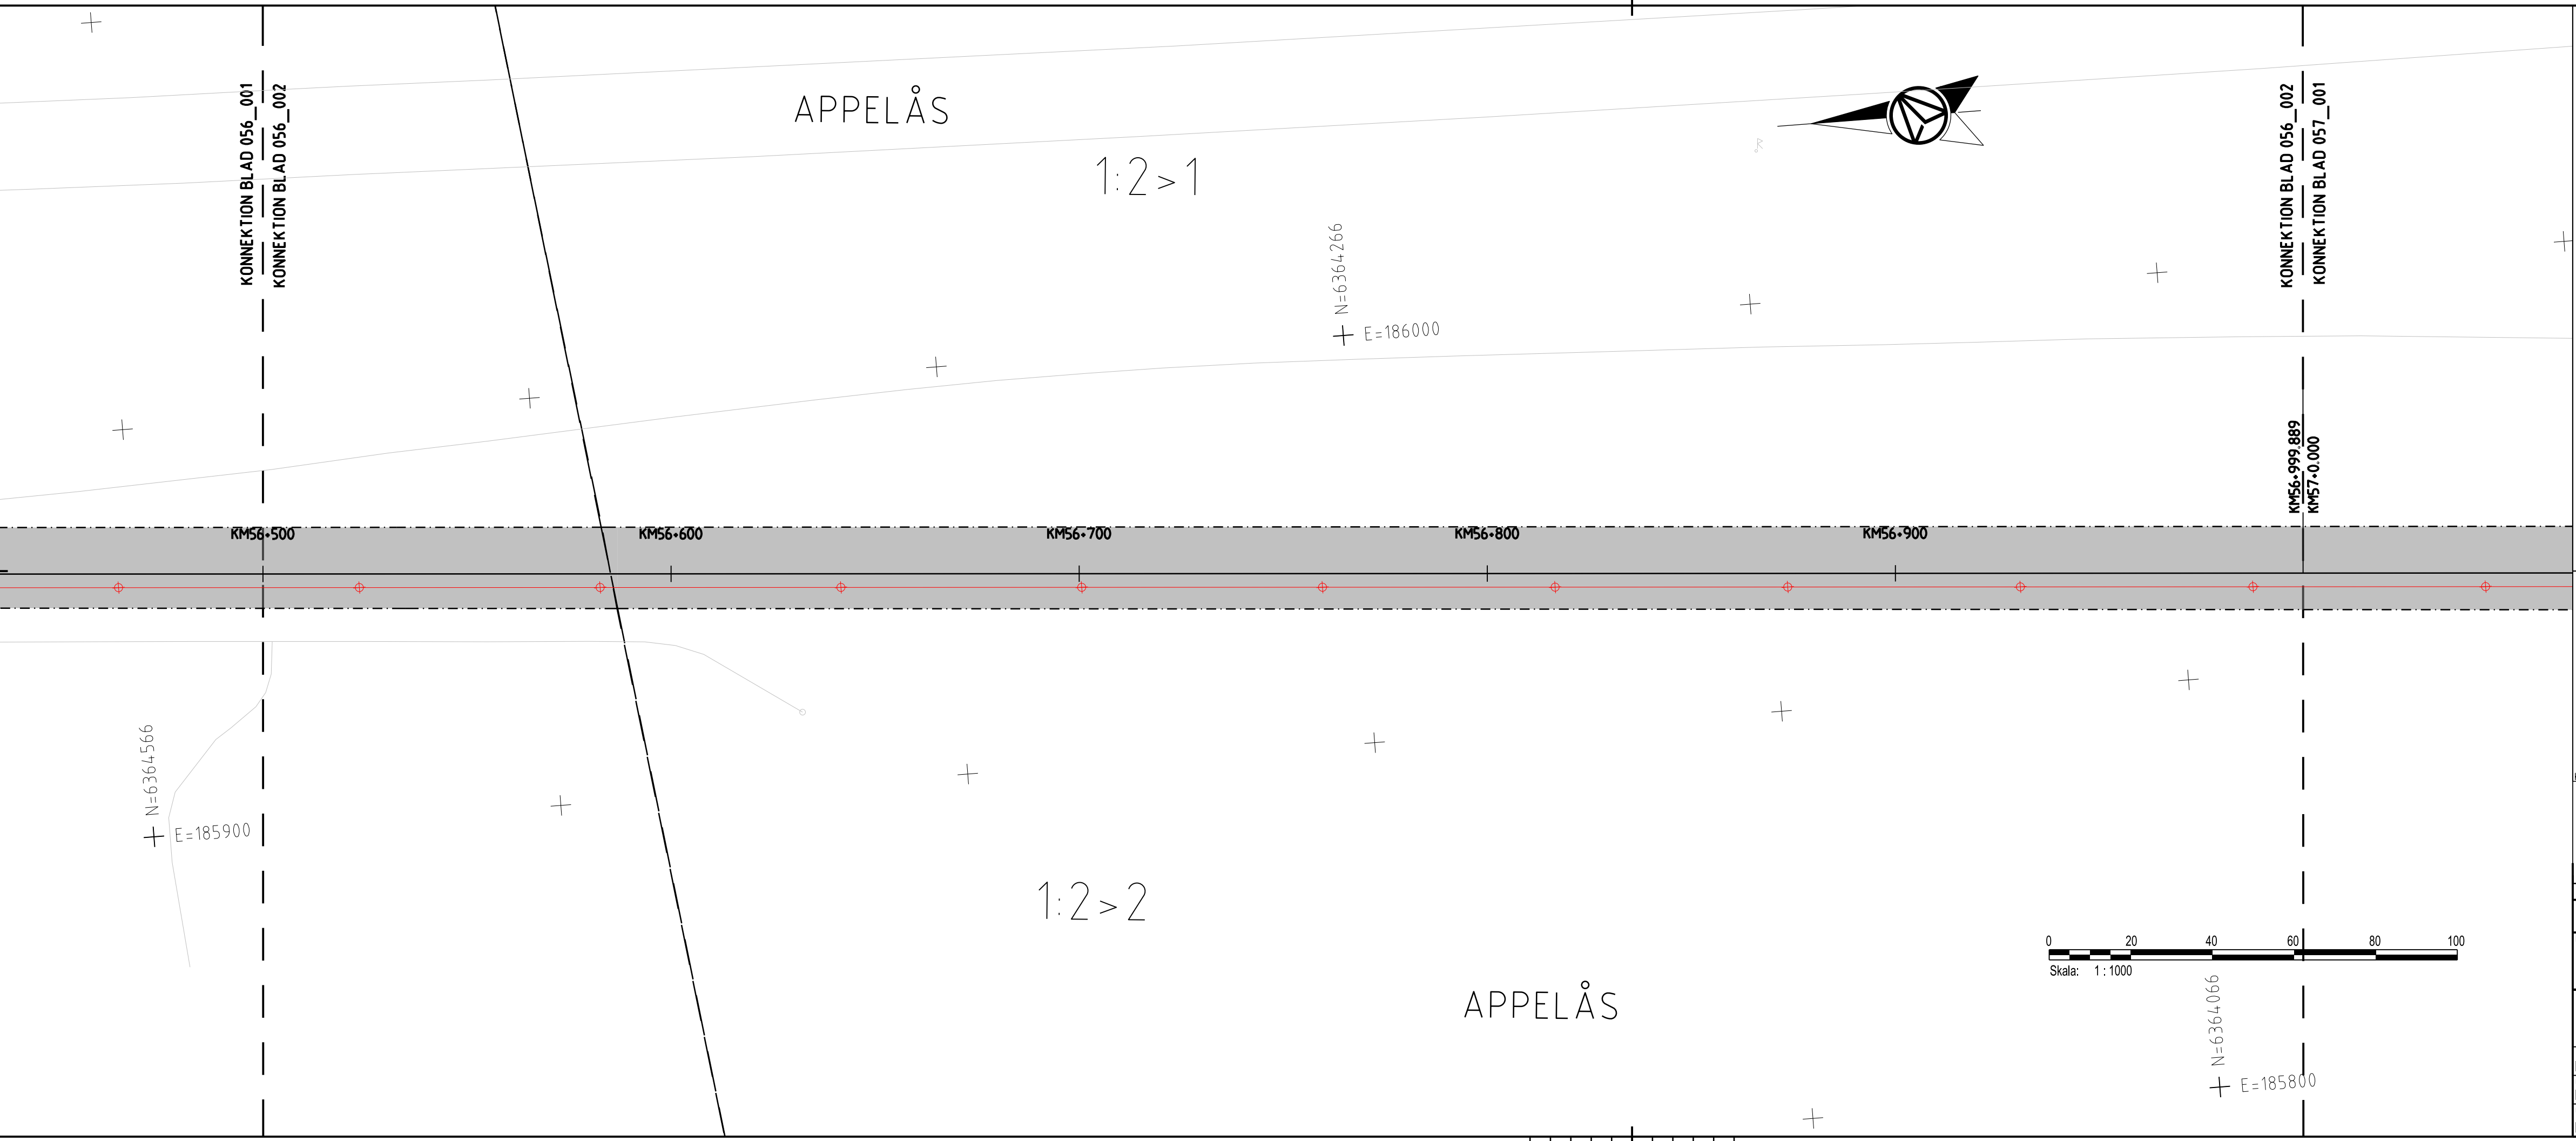 KONNEKTION BLAD 056_001
KONNEKTION BLAD 056_002
APPELÅS
1:2>1
KONNEKTION BLAD 056_002
KONNEKTION BLAD 057_001
N=6364266
E=186000
KM56+999.889
KM57+0.000
KM56+500
KM56+600
KM56+700
KM56+800
KM56+900
N=6364566
E=185900
1:2>2
APPELÅS
0 20 40 60 80 100
Skala: 1 : 1000
N=6364066
E=185800